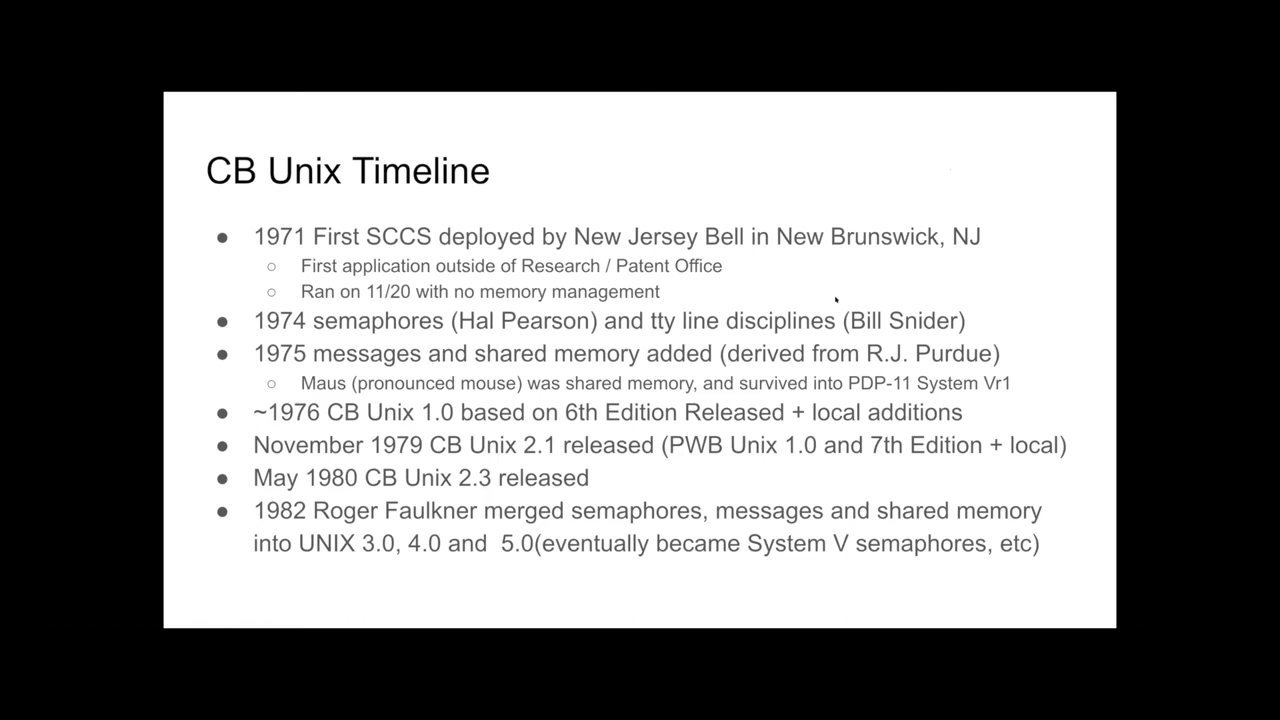 CB Unix Timeline
● 1971 First SCCS deployed by New Jersey Bell in New Brunswick, NJ
○ First application outside of Research / Patent Office
○ Ran on 11/20 with no memory management
● 1974 semaphores (Hal Pearson) and tty line disciplines (Bill Snider)
● 1975 messages and shared memory added (derived from R.J. Purdue)
○ Maus (pronounced mouse) was shared memory, and survived into PDP-11 System Vr1
● ~1976 CB Unix 1.0 based on 6th Edition Released + local additions
● November 1979 CB Unix 2.1 released (PWB Unix 1.0 and 7th Edition + local)
● May 1980 CB Unix 2.3 released
● 1982 Roger Faulkner merged semaphores, messages and shared memory
into UNIX 3.0, 4.0 and  5.0(eventually became System V semaphores, etc)